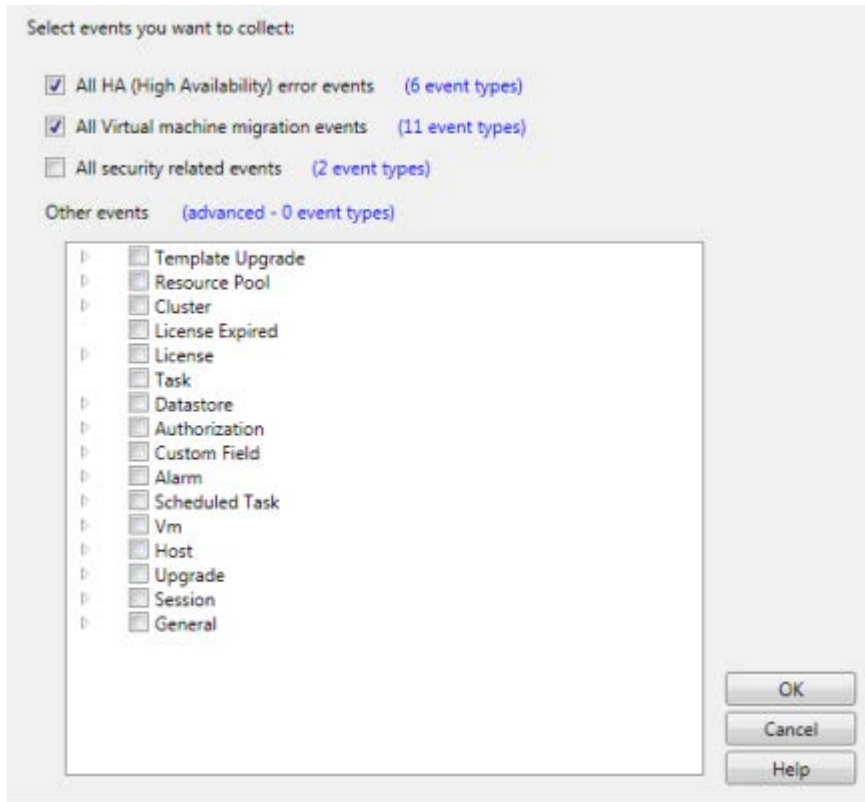 Select events you want to collect:
All HA (High Availability) error events (6 event types)
All Virtual machine migration events (11 event types)
All security related events (2 event types)
Other events (advanced - 0 event types)
Template Upgrade
Resource Pool
Cluster
License Expired
License
Task
Datastore
Authorization
Custom Field
Alarm
Scheduled Task
Vm
Host
Upgrade
Session
General
OK
Cancel
Help